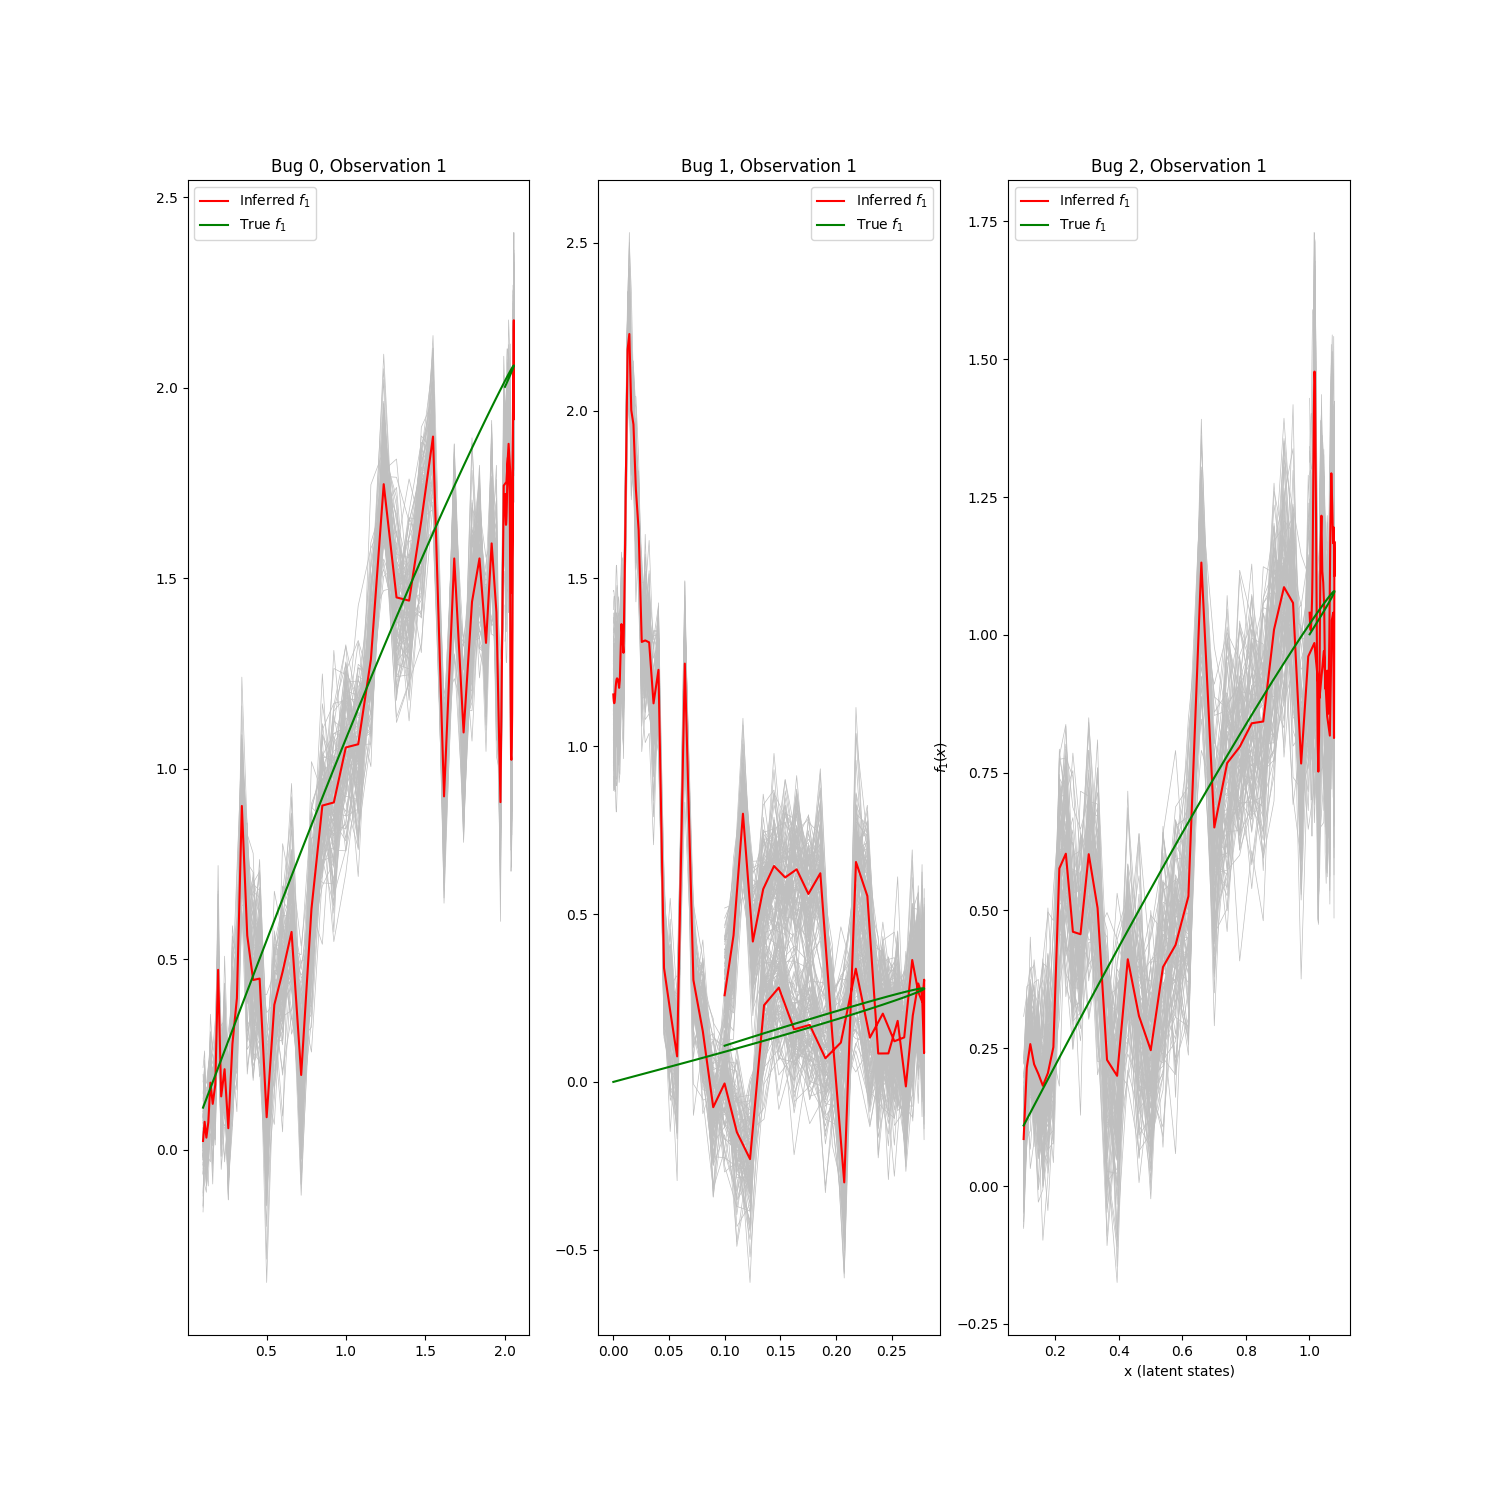 Bug 0, Observation 1
Inferred f₁
True f₁
2.5
2.0
1.5
1.0
0.5
0.0
0.5 1.0 1.5 2.0
Bug 1, Observation 1
Inferred f₁
True f₁
2.5
2.0
1.5
1.0
0.5
0.0
−0.5
0.00 0.05 0.10 0.15 0.20 0.25
Bug 2, Observation 1
Inferred f₁
True f₁
f₁(x)
1.75
1.50
1.25
1.00
0.75
0.50
0.25
0.00
−0.25
0.2 0.4 0.6 0.8 1.0
x (latent states)